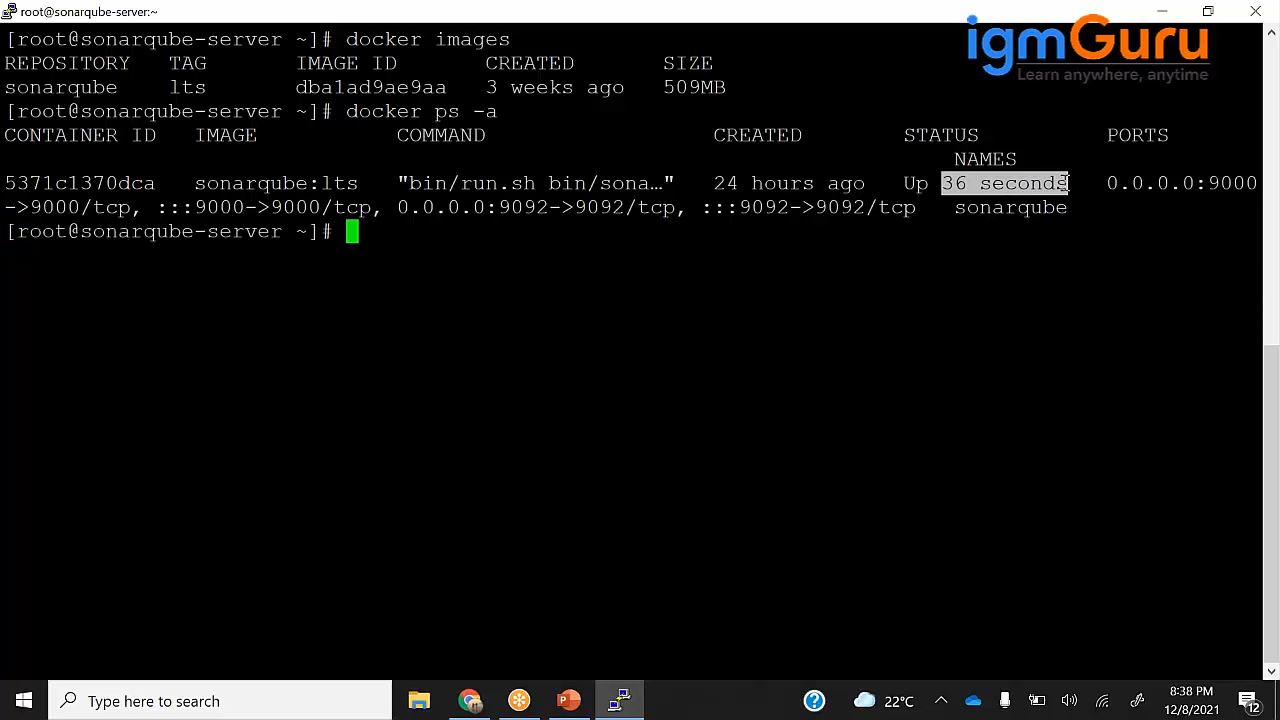 root@sonarqube-server:~
igmGuru
Learn anywhere, anytime
[root@sonarqube-server ~]# docker images
REPOSITORY TAG IMAGE ID CREATED SIZE
sonarqube lts dba1ad9ae9aa 3 weeks ago 509MB
[root@sonarqube-server ~]# docker ps -a
CONTAINER ID IMAGE COMMAND CREATED STATUS PORTS
NAMES
5371c1370dca sonarqube:lts "bin/run.sh bin/sona…" 24 hours ago Up 36 seconds 0.0.0.0:9000
->9000/tcp, :::9000->9000/tcp, 0.0.0.0:9092->9092/tcp, :::9092->9092/tcp sonarqube
[root@sonarqube-server ~]#
Type here to search
22°C
8:38 PM
12/8/2021
12